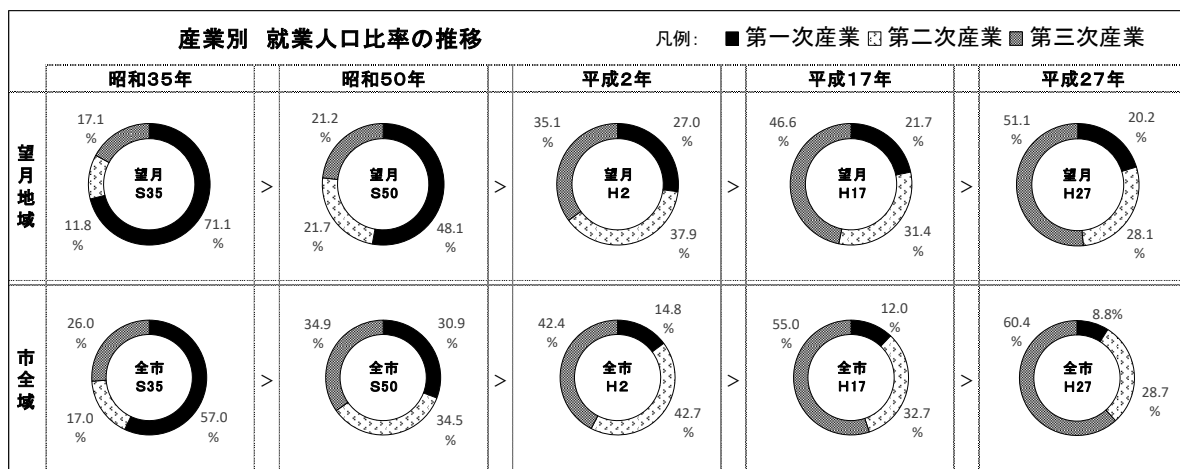 産業別 就業人口比率の推移
凡例： ■第一次産業 □第二次産業 ■第三次産業
昭和35年 昭和50年 平成2年 平成17年 平成27年
望月地域
17.1%
11.8%
71.1%
望月
S35
>
21.2%
21.7%
48.1%
望月
S50
>
35.1%
27.0%
37.9%
望月
H2
>
46.6%
21.7%
31.4%
望月
H17
>
51.1%
20.2%
28.1%
望月
H27
市全域
26.0%
17.0%
57.0%
全市
S35
>
34.9%
30.9%
34.5%
全市
S50
>
42.4%
14.8%
42.7%
全市
H2
>
55.0%
12.0%
32.7%
全市
H17
>
60.4%
8.8%
28.7%
全市
H27